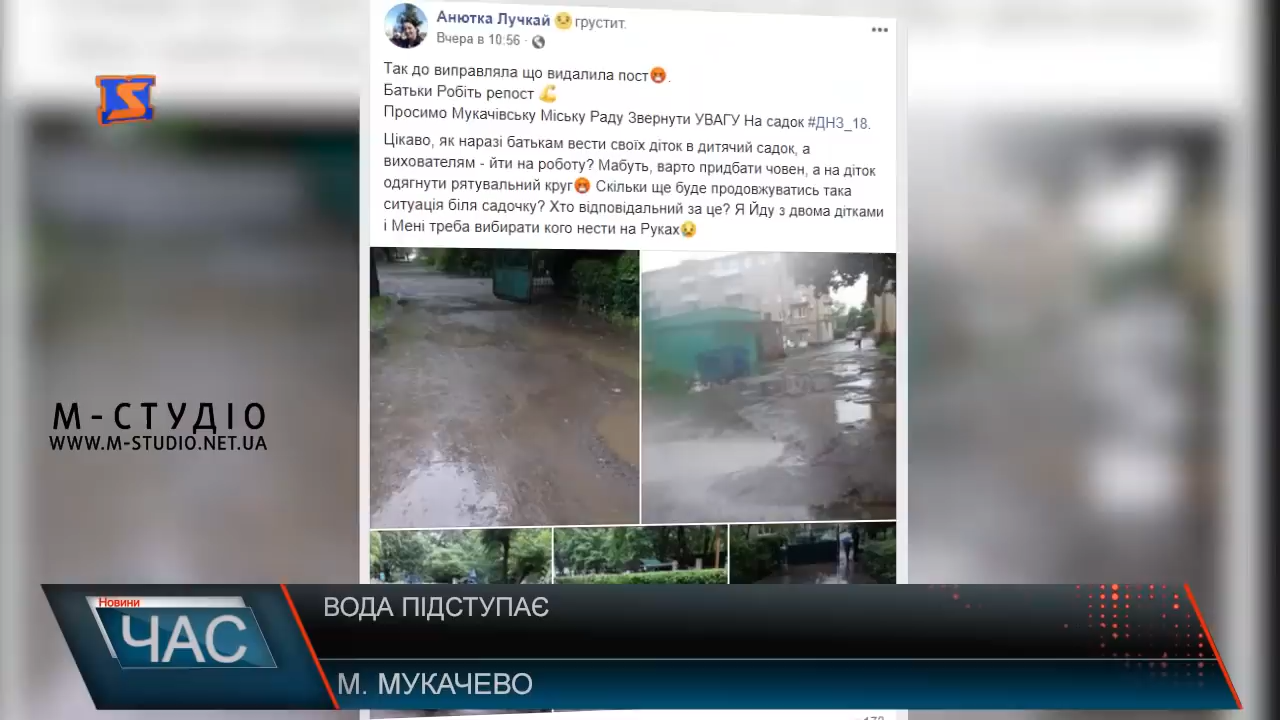 Анютка Лучкай грустит.
Вчера в 10:56
Так до виправляла що видалила пост.
Батьки Робіть репост
Просимо Мукачівську Міську Раду Звернути УВАГУ На садок #ДНЗ_18.
Цікаво, як наразі батькам вести своїх діток в дитячий садок, а
вихователям - йти на роботу? Мабуть, варто придбати човен, а на діток
одягнути рятувальний круг Скільки ще буде продовжуватись така
ситуація біля садочку? Хто відповідальний за це? Я Йду з двома дітками
і Мені треба вибирати кого нести на Руках
М-СТУДІО
WWW.M-STUDIO.NET.UA
Новини
ЧАС
ВОДА ПІДСТУПАЄ
М. МУКАЧЕВО